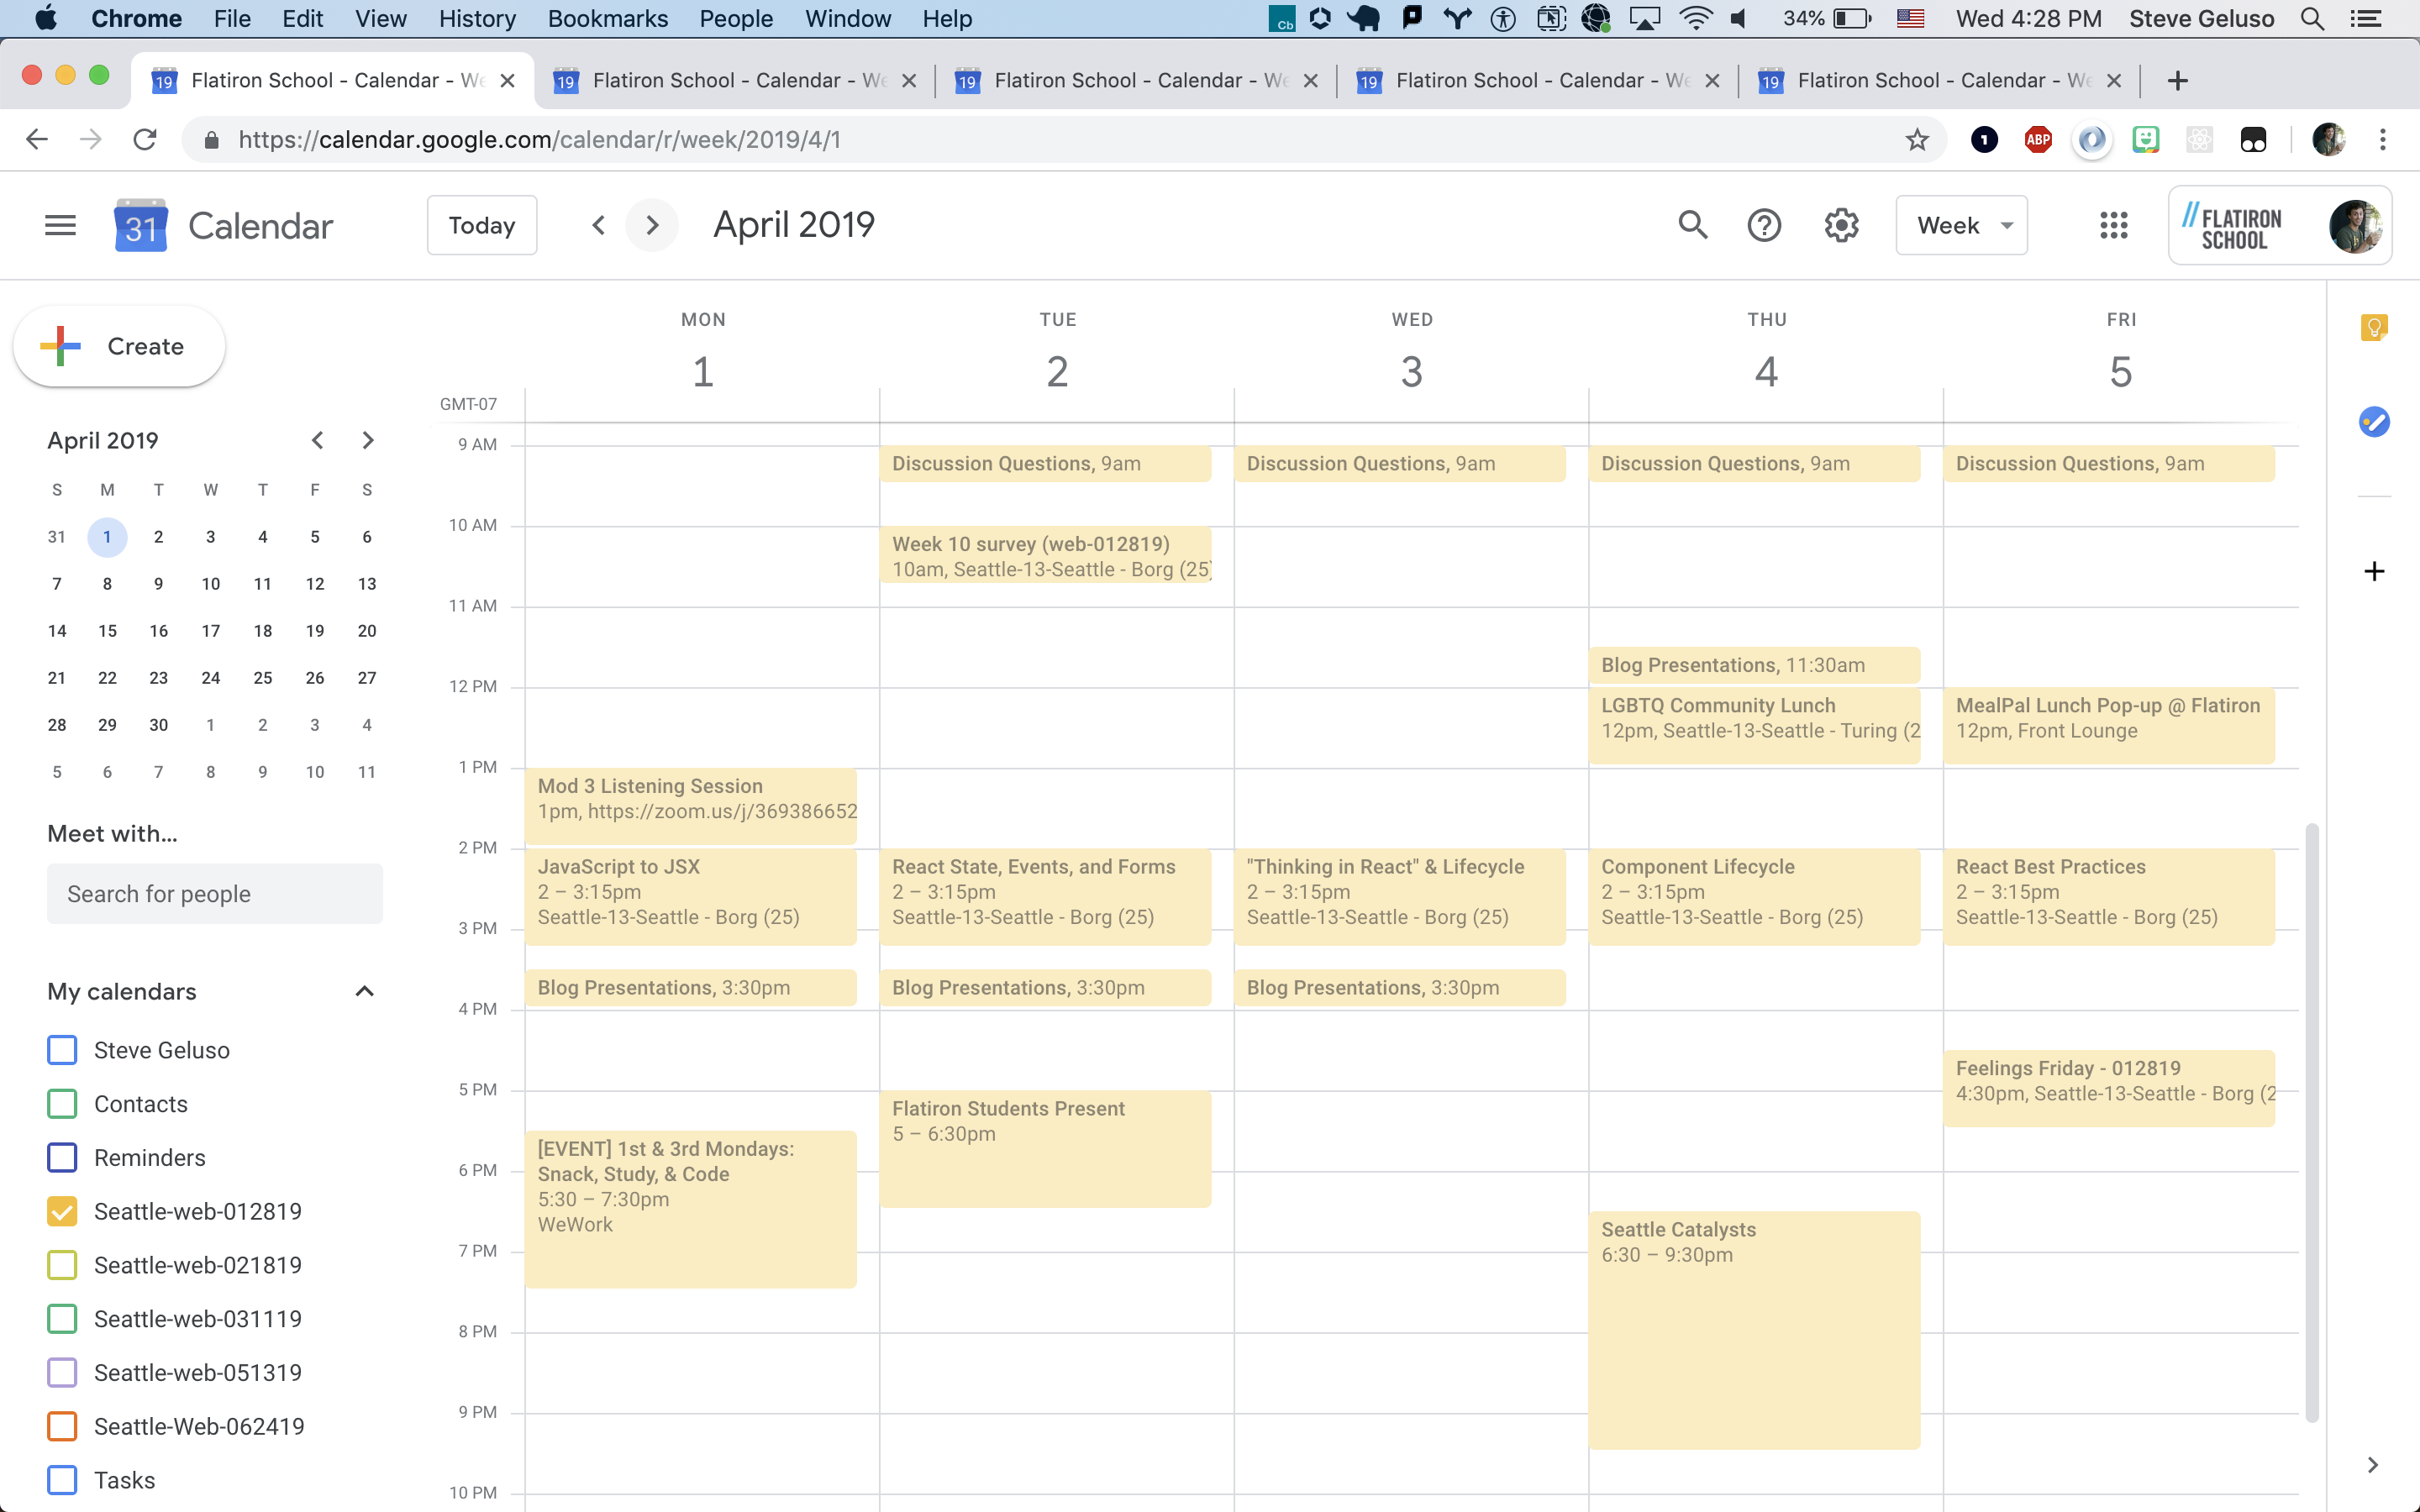 Chrome File Edit View History Bookmarks People Window Help
Cb 34% Wed 4:28 PM Steve Geluso
19 Flatiron School - Calendar - We
19 Flatiron School - Calendar - We
19 Flatiron School - Calendar - We
19 Flatiron School - Calendar - We
19 Flatiron School - Calendar - We
https://calendar.google.com/calendar/r/week/2019/4/1
1 ABP
31 Calendar Today April 2019 Week
// FLATIRON
SCHOOL
Create
April 2019
S M T W T F S
31 1 2 3 4 5 6
7 8 9 10 11 12 13
14 15 16 17 18 19 20
21 22 23 24 25 26 27
28 29 30 1 2 3 4
5 6 7 8 9 10 11
Meet with...
Search for people
My calendars
Steve Geluso
Contacts
Reminders
Seattle-web-012819
Seattle-web-021819
Seattle-web-031119
Seattle-web-051319
Seattle-Web-062419
Tasks
GMT-07
9 AM
10 AM
11 AM
12 PM
1 PM
2 PM
3 PM
4 PM
5 PM
6 PM
7 PM
8 PM
9 PM
10 PM
MON
1
Mod 3 Listening Session
1pm, https://zoom.us/j/369386652
JavaScript to JSX
2 – 3:15pm
Seattle-13-Seattle - Borg (25)
Blog Presentations, 3:30pm
[EVENT] 1st & 3rd Mondays:
Snack, Study, & Code
5:30 – 7:30pm
WeWork
TUE
2
Discussion Questions, 9am
Week 10 survey (web-012819)
10am, Seattle-13-Seattle - Borg (25)
React State, Events, and Forms
2 – 3:15pm
Seattle-13-Seattle - Borg (25)
Blog Presentations, 3:30pm
Flatiron Students Present
5 – 6:30pm
WED
3
Discussion Questions, 9am
"Thinking in React" & Lifecycle
2 – 3:15pm
Seattle-13-Seattle - Borg (25)
Blog Presentations, 3:30pm
THU
4
Discussion Questions, 9am
Blog Presentations, 11:30am
LGBTQ Community Lunch
12pm, Seattle-13-Seattle - Turing (2
Component Lifecycle
2 – 3:15pm
Seattle-13-Seattle - Borg (25)
Seattle Catalysts
6:30 – 9:30pm
FRI
5
Discussion Questions, 9am
MealPal Lunch Pop-up @ Flatiron
12pm, Front Lounge
React Best Practices
2 – 3:15pm
Seattle-13-Seattle - Borg (25)
Feelings Friday - 012819
4:30pm, Seattle-13-Seattle - Borg (2